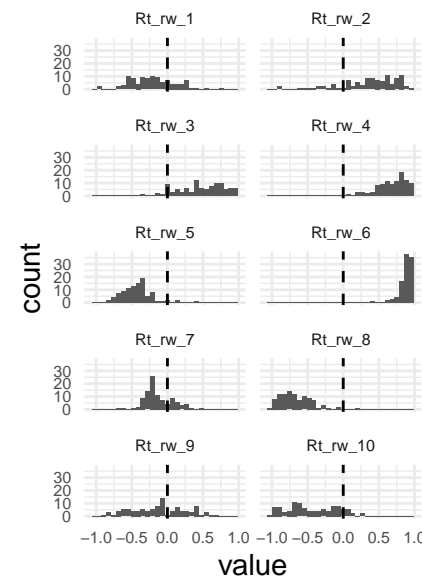 Rt_rw_1 Rt_rw_2
30
20
10
0
Rt_rw_3 Rt_rw_4
30
20
10
0
Rt_rw_5 Rt_rw_6
30
20
10
0
Rt_rw_7 Rt_rw_8
30
20
10
0
Rt_rw_9 Rt_rw_10
30
20
10
0
−1.0 −0.5 0.0 0.5 1.0 −1.0 −0.5 0.0 0.5 1.0
count
value